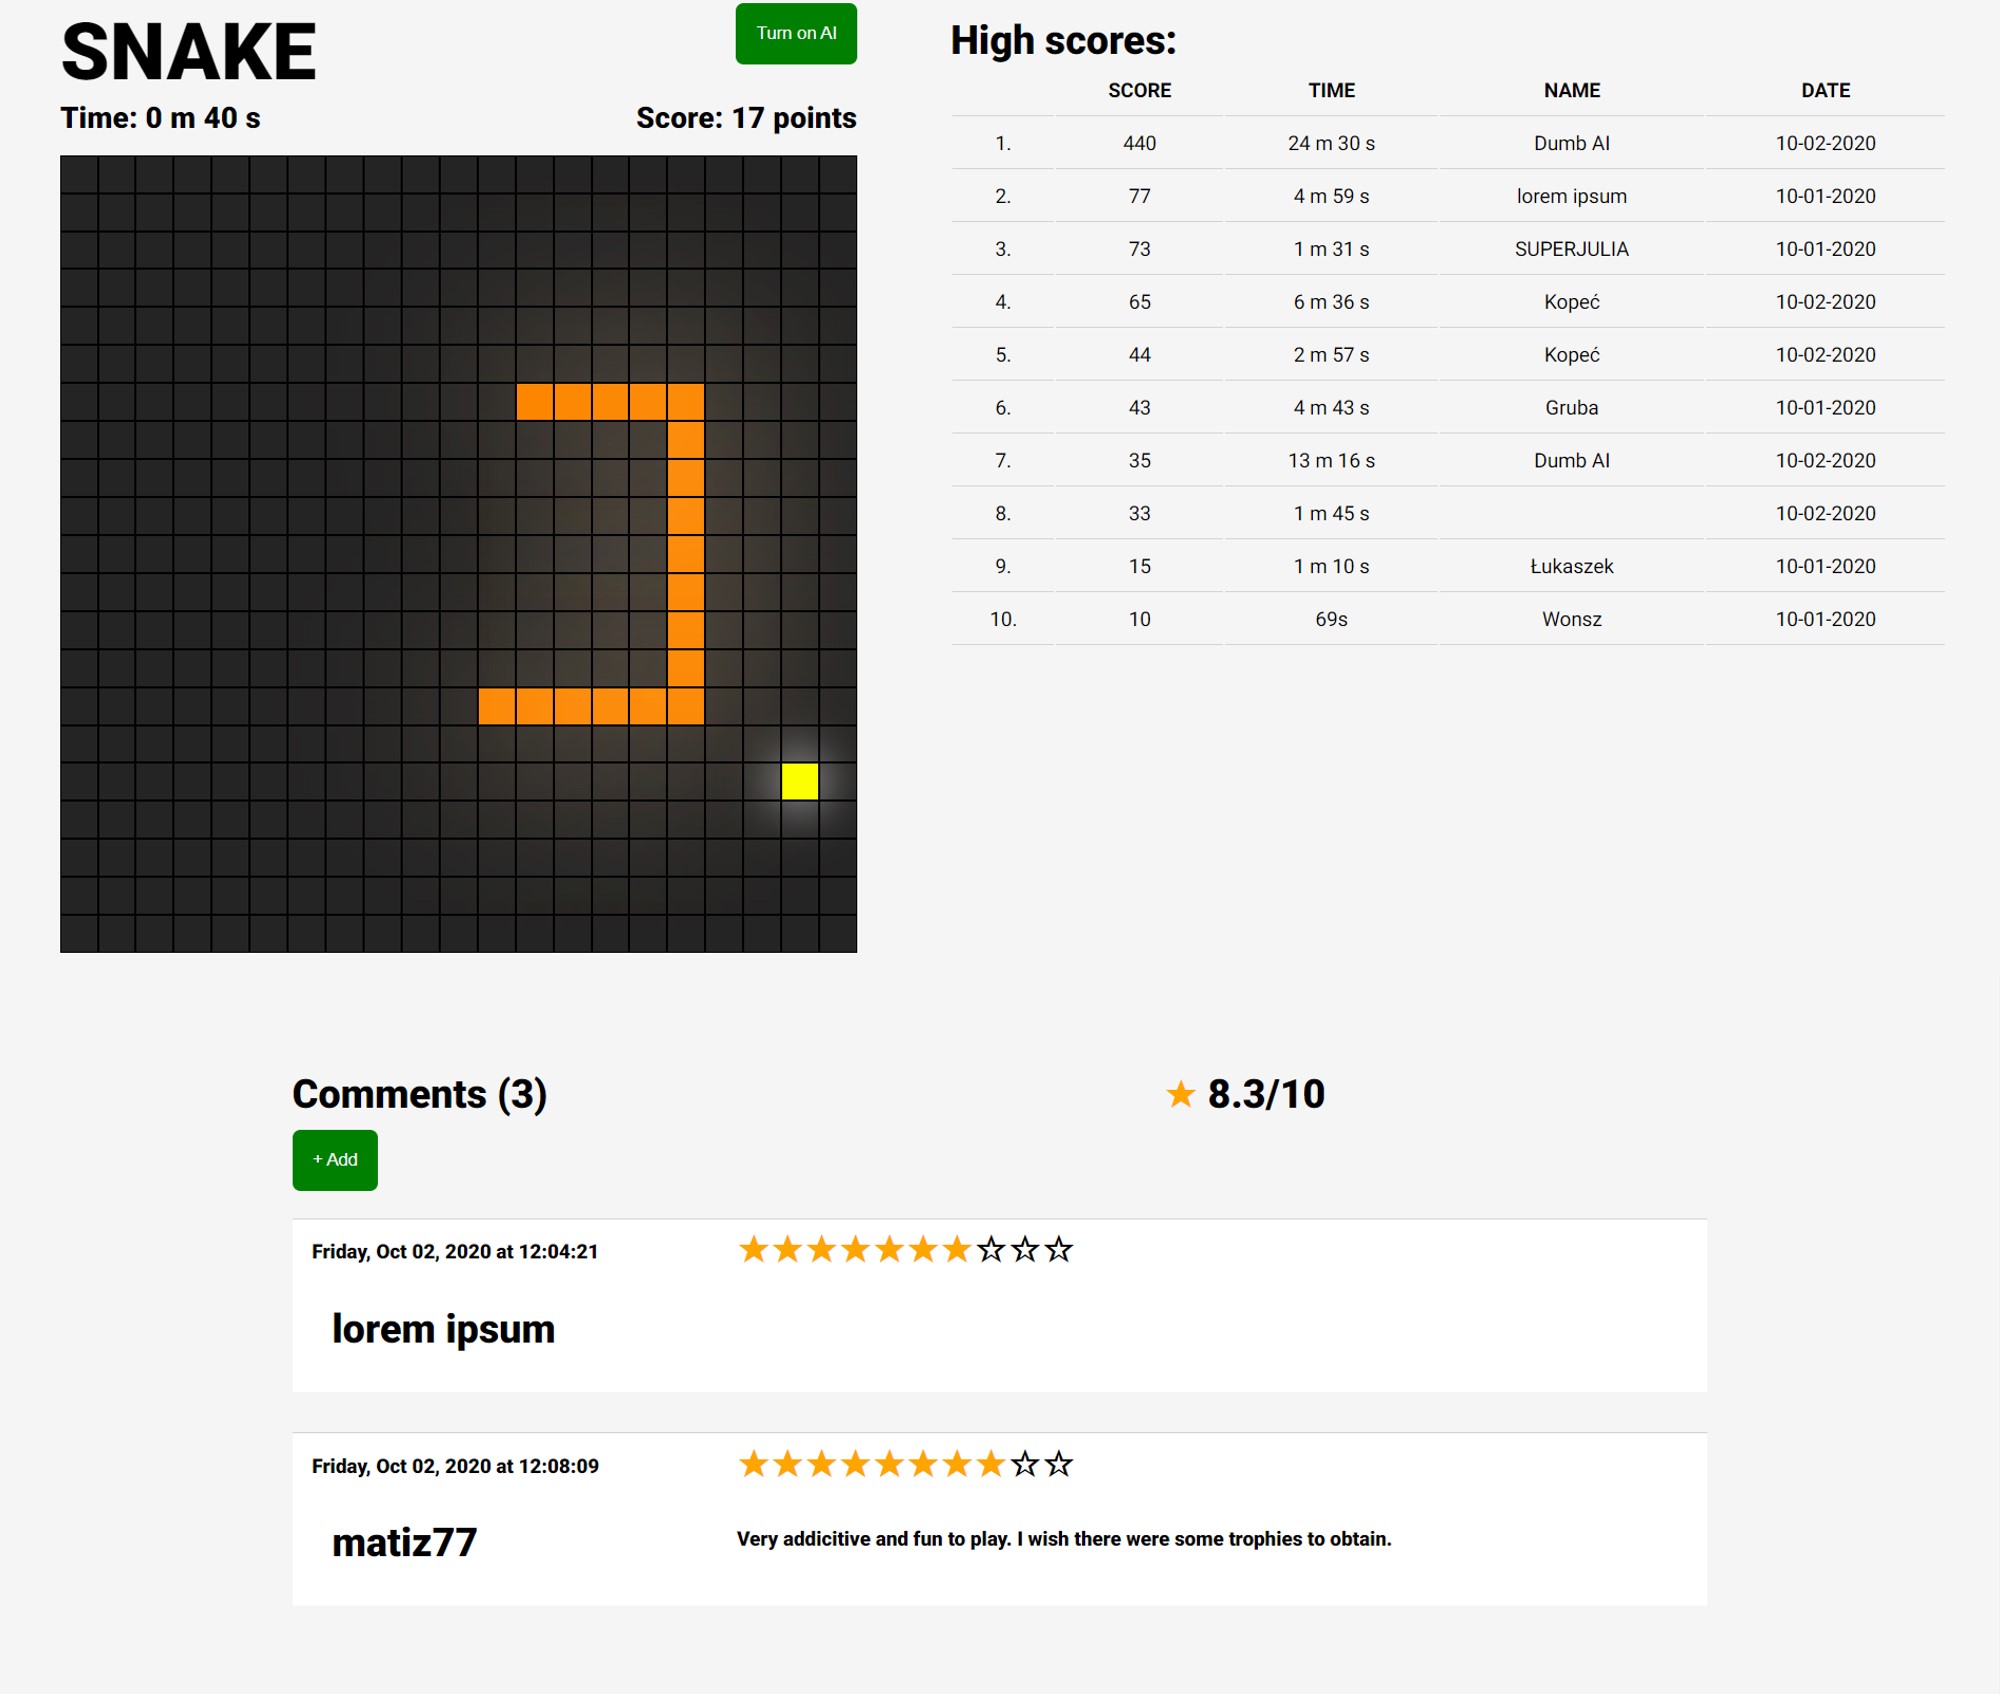 SNAKE
Turn on AI
Time: 0 m 40 s
Score: 17 points
High scores:
SCORE TIME NAME DATE
1. 440 24 m 30 s Dumb AI 10-02-2020
2. 77 4 m 59 s lorem ipsum 10-01-2020
3. 73 1 m 31 s SUPERJULIA 10-01-2020
4. 65 6 m 36 s Kopeć 10-02-2020
5. 44 2 m 57 s Kopeć 10-02-2020
6. 43 4 m 43 s Gruba 10-01-2020
7. 35 13 m 16 s Dumb AI 10-02-2020
8. 33 1 m 45 s 10-02-2020
9. 15 1 m 10 s Łukaszek 10-01-2020
10. 10 69s Wonsz 10-01-2020
Comments (3)
8.3/10
+ Add
Friday, Oct 02, 2020 at 12:04:21
lorem ipsum
Friday, Oct 02, 2020 at 12:08:09
matiz77
Very addicitive and fun to play. I wish there were some trophies to obtain.